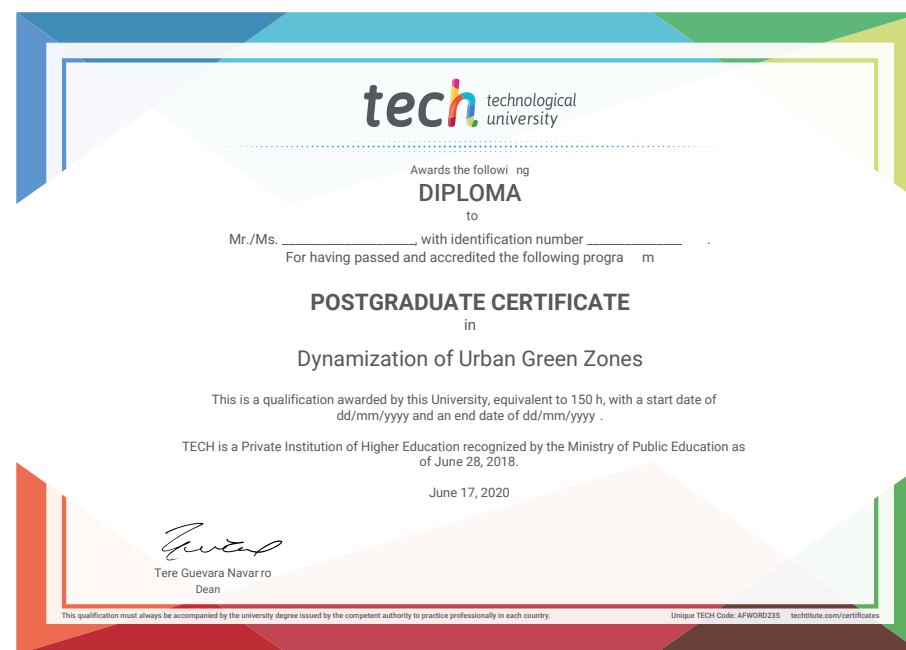 tech technological
university
Awards the followi ng
DIPLOMA
to
Mr./Ms. ____________________, with identification number ______________ .
For having passed and accredited the following progra m
POSTGRADUATE CERTIFICATE
in
Dynamization of Urban Green Zones
This is a qualification awarded by this University, equivalent to 150 h, with a start date of
dd/mm/yyyy and an end date of dd/mm/yyyy .
TECH is a Private Institution of Higher Education recognized by the Ministry of Public Education as
of June 28, 2018.
June 17, 2020
Tere Guevara Navar ro
Dean
This qualification must always be accompanied by the university degree issued by the competent authority to practice professionally in each country.
Unique TECH Code: AFWORD23S techtitute.com/certificates